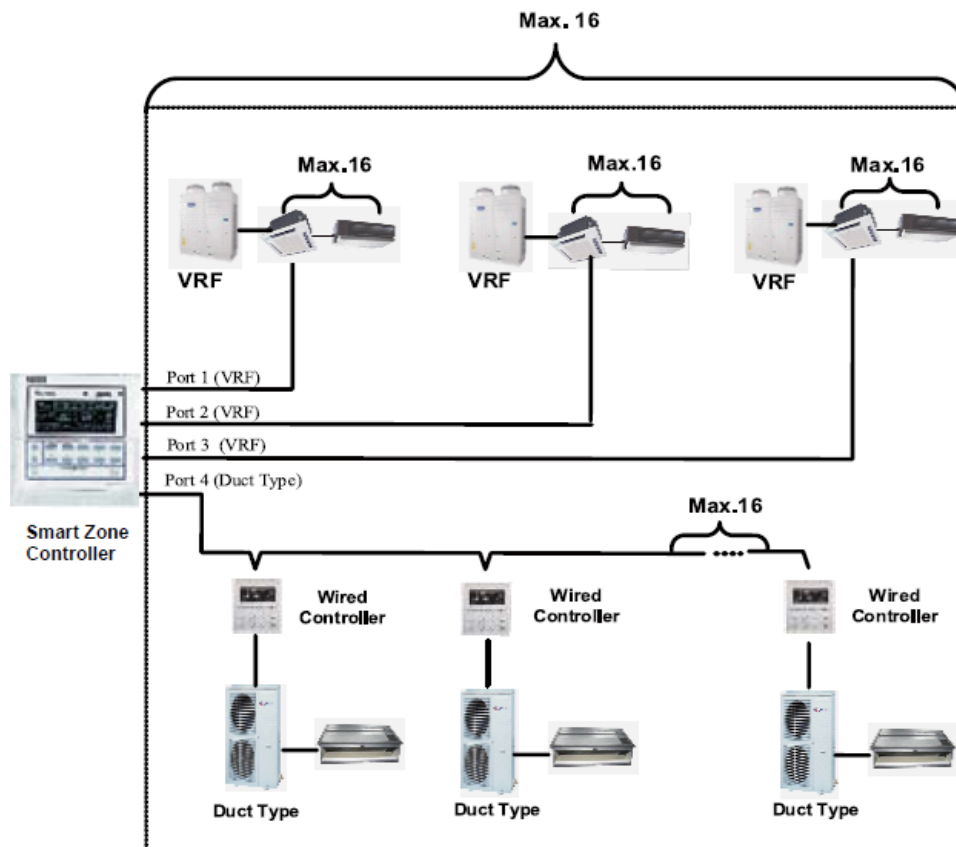 Max. 16
Max.16
Max.16
Max.16
VRF
VRF
VRF
Port 1 (VRF)
Port 2 (VRF)
Port 3 (VRF)
Port 4 (Duct Type)
Smart Zone
Controller
Max.16
Wired
Controller
Wired
Controller
Wired
Controller
Duct Type
Duct Type
Duct Type